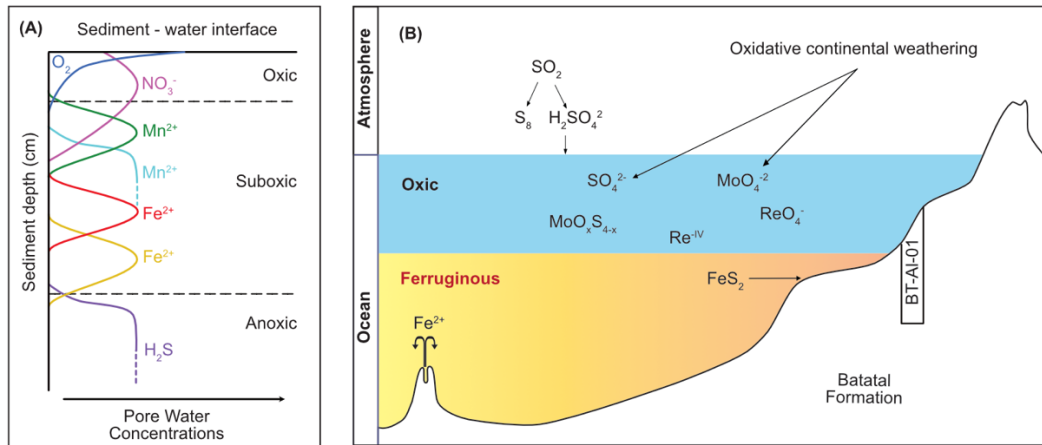 (A)
Sediment - water interface
O₂
NO₃⁻
Mn²⁺
Mn²⁺
Fe²⁺
Fe²⁺
H₂S
Oxic
Suboxic
Anoxic
Sediment depth (cm)
Pore Water
Concentrations
(B)
Atmosphere
Ocean
Oxidative continental weathering
SO₂
S₈
H₂SO₄²
Oxic
SO₄²⁻
MoO₄⁻²
MoOₓS₄₋ₓ
Re⁻ᴵⱽ
ReO₄⁻
Ferruginous
FeS₂
Fe²⁺
BT-AI-01
Batatal
Formation